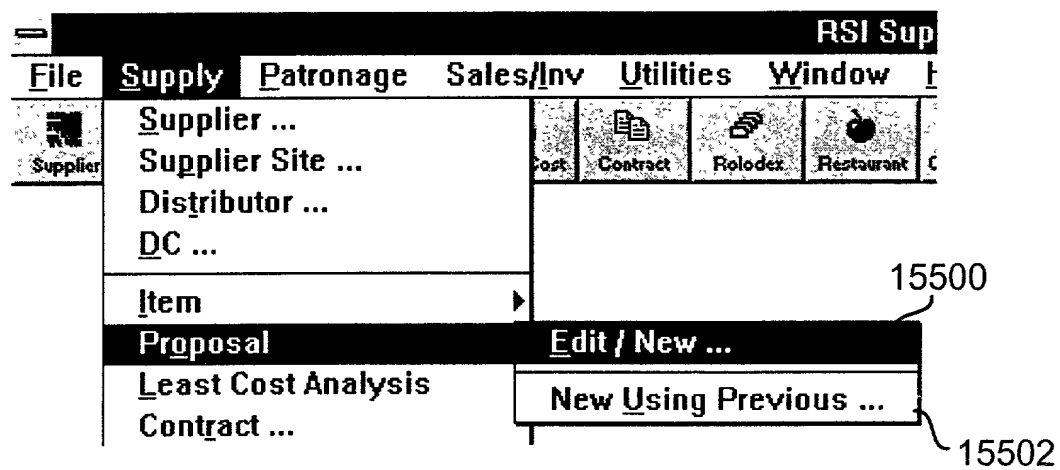 RSI Sup
File Supply Patronage Sales/Inv Utilities Window
Supplier Cost Contract Rolodex Restaurant
Supplier ...
Supplier Site ...
Distributor ...
DC ...
Item
Proposal
Least Cost Analysis
Contract ...
15500
Edit / New ...
New Using Previous ...
15502